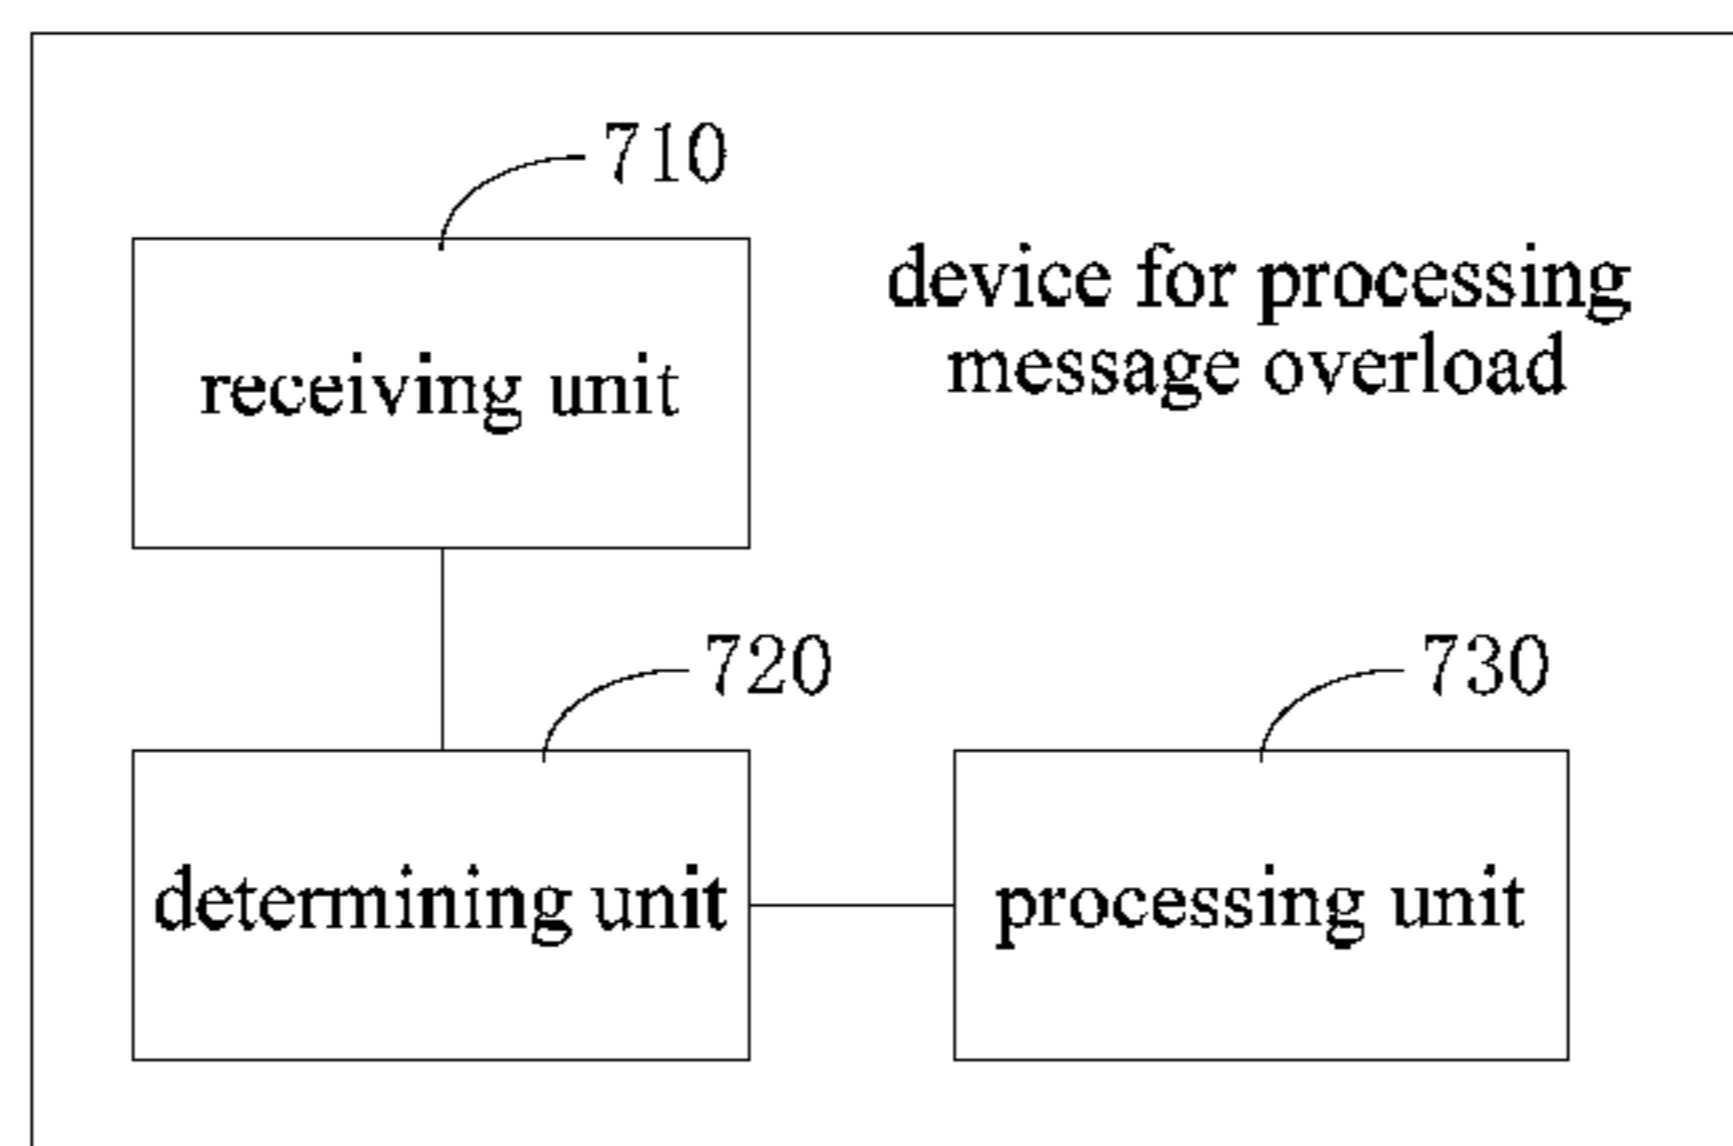 710
receiving unit
device for processing
message overload
720
determining unit
730
processing unit